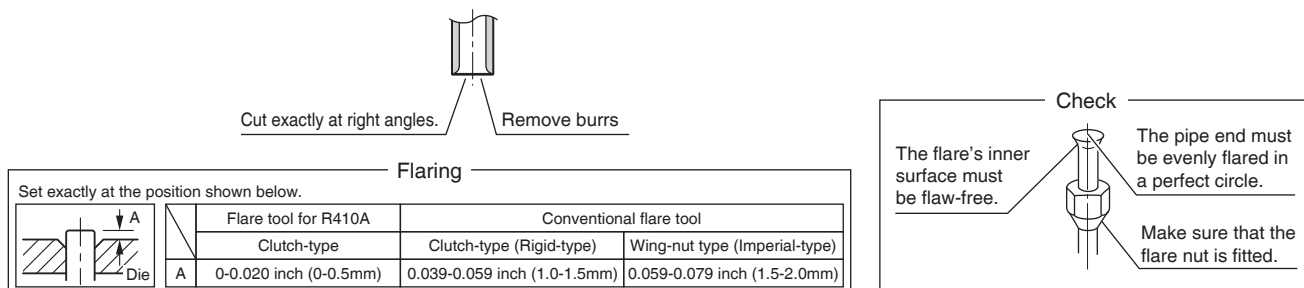 Cut exactly at right angles.
Remove burrs
Flaring
Set exactly at the position shown below.
A
Die
Flare tool for R410A
Conventional flare tool
Clutch-type
Clutch-type (Rigid-type)
Wing-nut type (Imperial-type)
A
0-0.020 inch (0-0.5mm)
0.039-0.059 inch (1.0-1.5mm)
0.059-0.079 inch (1.5-2.0mm)
Check
The flare's inner
surface must
be flaw-free.
The pipe end must
be evenly flared in
a perfect circle.
Make sure that the
flare nut is fitted.